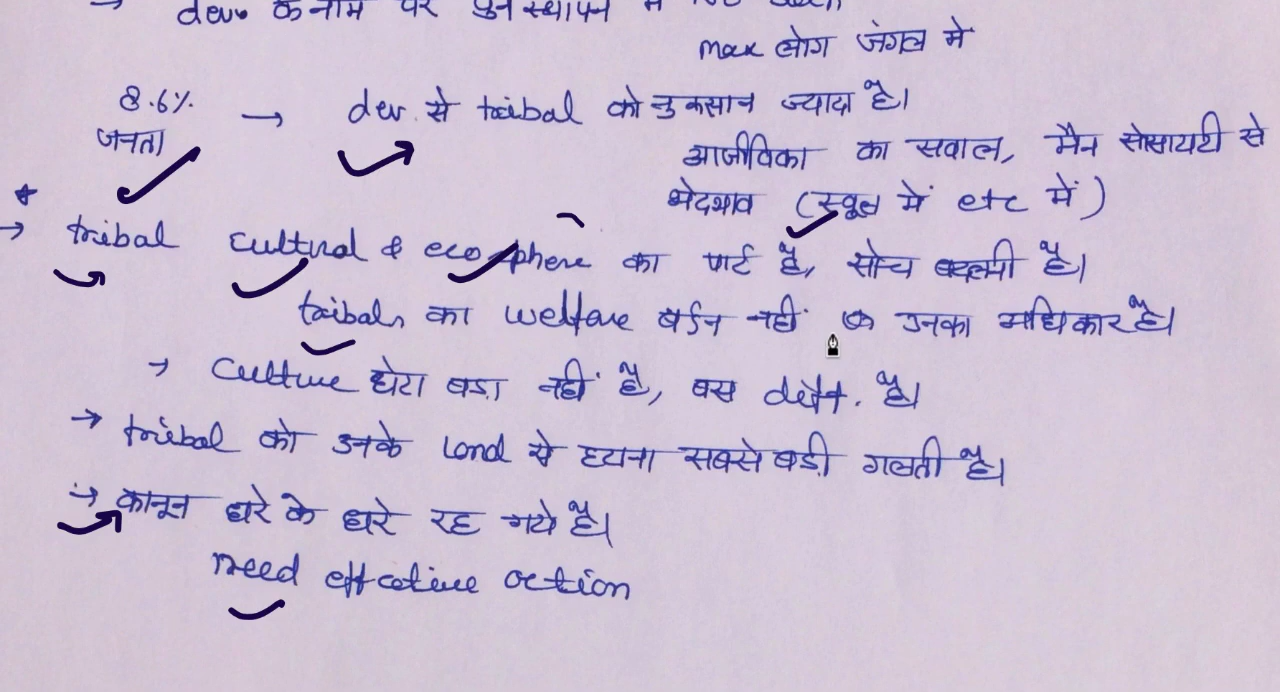 → dev. के नाम पर पुनर्स्थापन में
max लोग जंगल में
8.6% → dev. से tribal को नुकसान ज्यादा है।
जनता
आजीविका का सवाल, मैन सोसायटी से
भेदभाव (स्कूल में etc में)
→ tribal cultural & ecosphere का पार्ट है, सोच बदलनी है।
tribals का welfare बर्डन नहीं उनका अधिकार है।
→ Culture छोटा बड़ा नहीं है, बस diff. है।
→ tribal को उनके land से हटाना सबसे बड़ी गलती है।
→ कानून धरे के धरे रह गये है।
need effective action